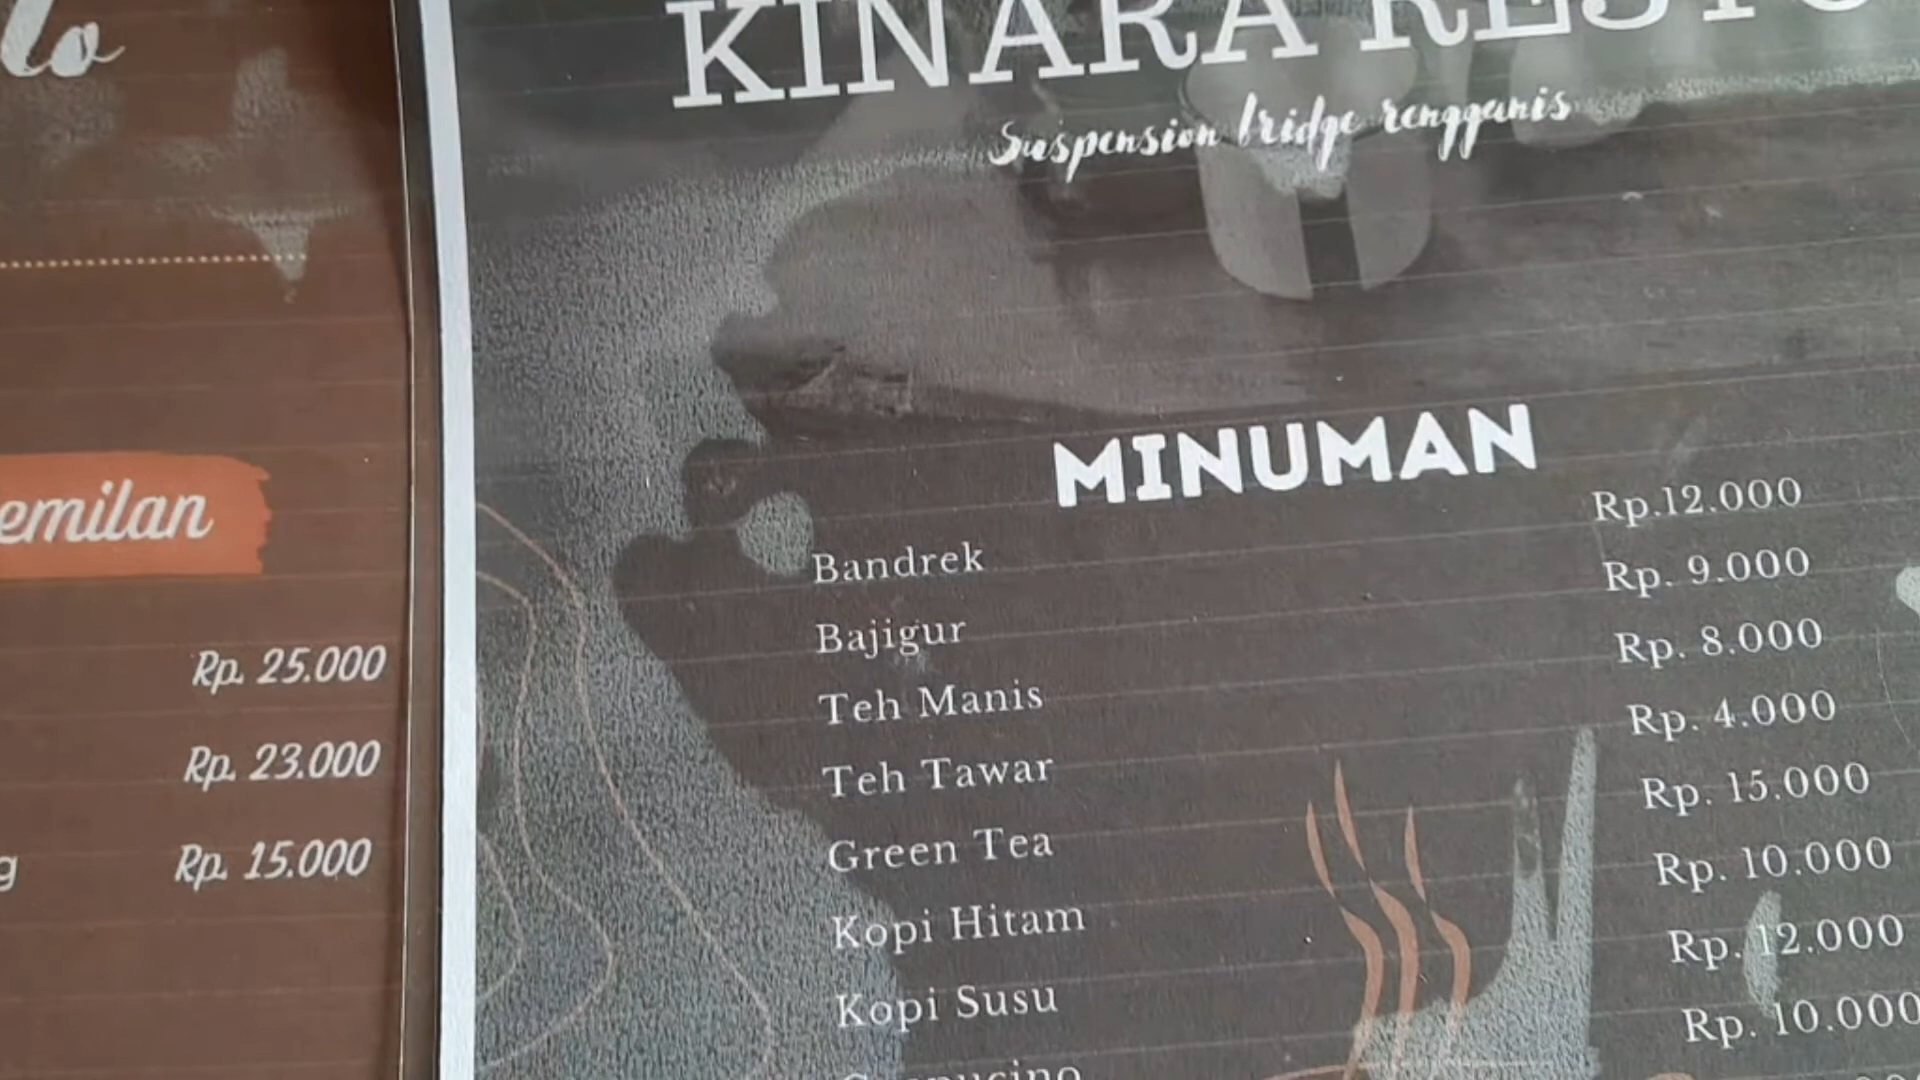 lo
emilan
Rp. 25.000
Rp. 23.000
g Rp. 15.000
KINARA RESTO
Suspension bridge rengganis
MINUMAN
Bandrek Rp.12.000
Bajigur Rp. 9.000
Teh Manis Rp. 8.000
Teh Tawar Rp. 4.000
Green Tea Rp. 15.000
Kopi Hitam Rp. 10.000
Kopi Susu Rp. 12.000
Rp. 10.000